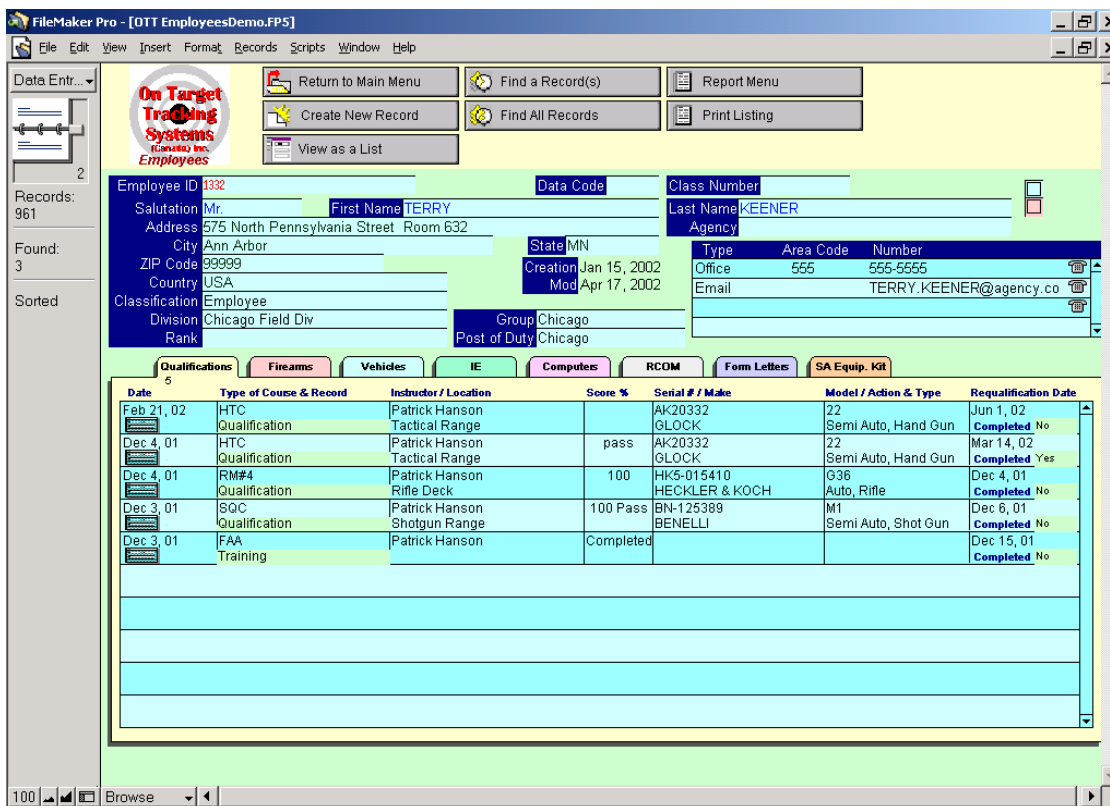 FileMaker Pro - [OTT EmployeesDemo.FP5]
File Edit View Insert Format Records Scripts Window Help
Data Entr...
2
Records:
961
Found:
3
Sorted
On Target
Tracking
Systems
(Canada) Inc.
Employees
Return to Main Menu Find a Record(s) Report Menu
Create New Record Find All Records Print Listing
View as a List
Employee ID 1332 Data Code Class Number
Salutation Mr. First Name TERRY Last Name KEENER
Address 575 North Pennsylvania Street Room 632 Agency
City Ann Arbor State MN
ZIP Code 99999 Creation Jan 15, 2002
Country USA Mod Apr 17, 2002
Classification Employee
Division Chicago Field Div Group Chicago
Rank Post of Duty Chicago
Type Area Code Number
Office 555 555-5555
Email TERRY.KEENER@agency.co
Qualifications Firearms Vehicles IE Computers RCOM Form Letters SA Equip. Kit
5
Date Type of Course & Record Instructor / Location Score % Serial # / Make Model / Action & Type Requalification Date
Feb 21, 02 HTC Patrick Hanson AK20332 22 Jun 1, 02
Qualification Tactical Range GLOCK Semi Auto, Hand Gun Completed No
Dec 4, 01 HTC Patrick Hanson pass AK20332 22 Mar 14, 02
Qualification Tactical Range GLOCK Semi Auto, Hand Gun Completed Yes
Dec 4, 01 RM#4 Patrick Hanson 100 HK5-015410 G36 Dec 4, 01
Qualification Rifle Deck HECKLER & KOCH Auto, Rifle Completed No
Dec 3, 01 SQC Patrick Hanson 100 Pass BN-125389 M1 Dec 6, 01
Qualification Shotgun Range BENELLI Semi Auto, Shot Gun Completed No
Dec 3, 01 FAA Patrick Hanson Completed Dec 15, 01
Training Completed No
100 Browse